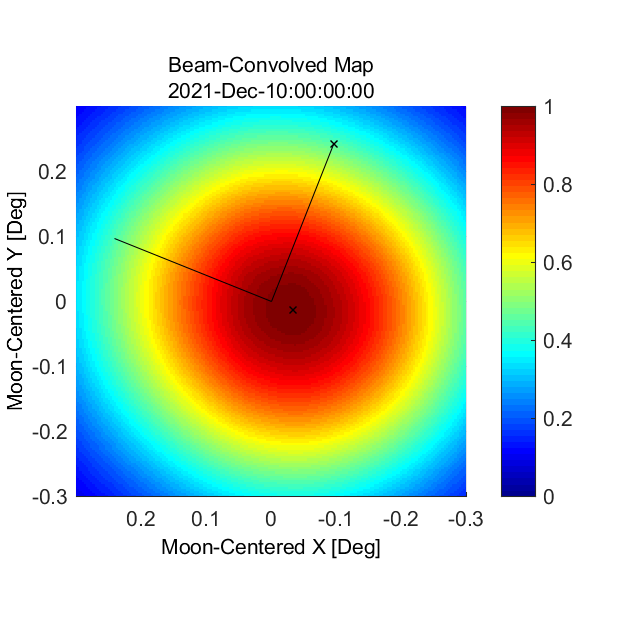 Beam-Convolved Map
2021-Dec-10:00:00:00
Moon-Centered Y [Deg]
0.2
0.1
0
-0.1
-0.2
-0.3
0.2 0.1 0 -0.1 -0.2 -0.3
Moon-Centered X [Deg]
1
0.8
0.6
0.4
0.2
0